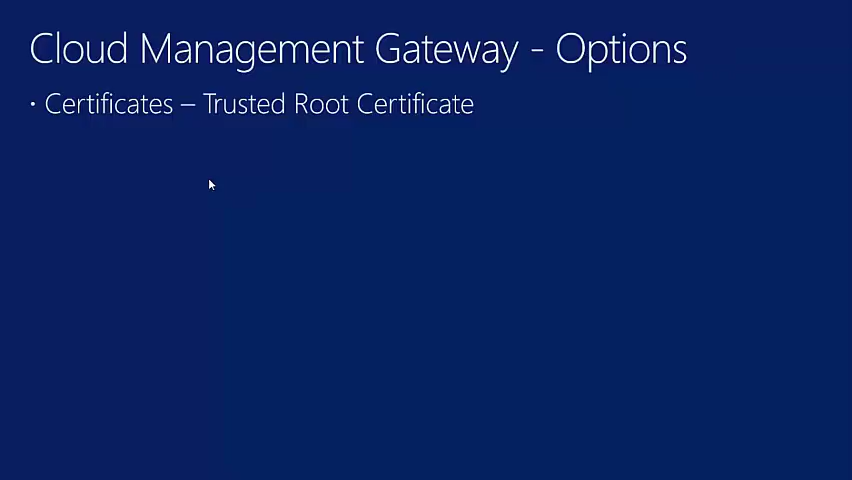 Cloud Management Gateway - Options
• Certificates – Trusted Root Certificate